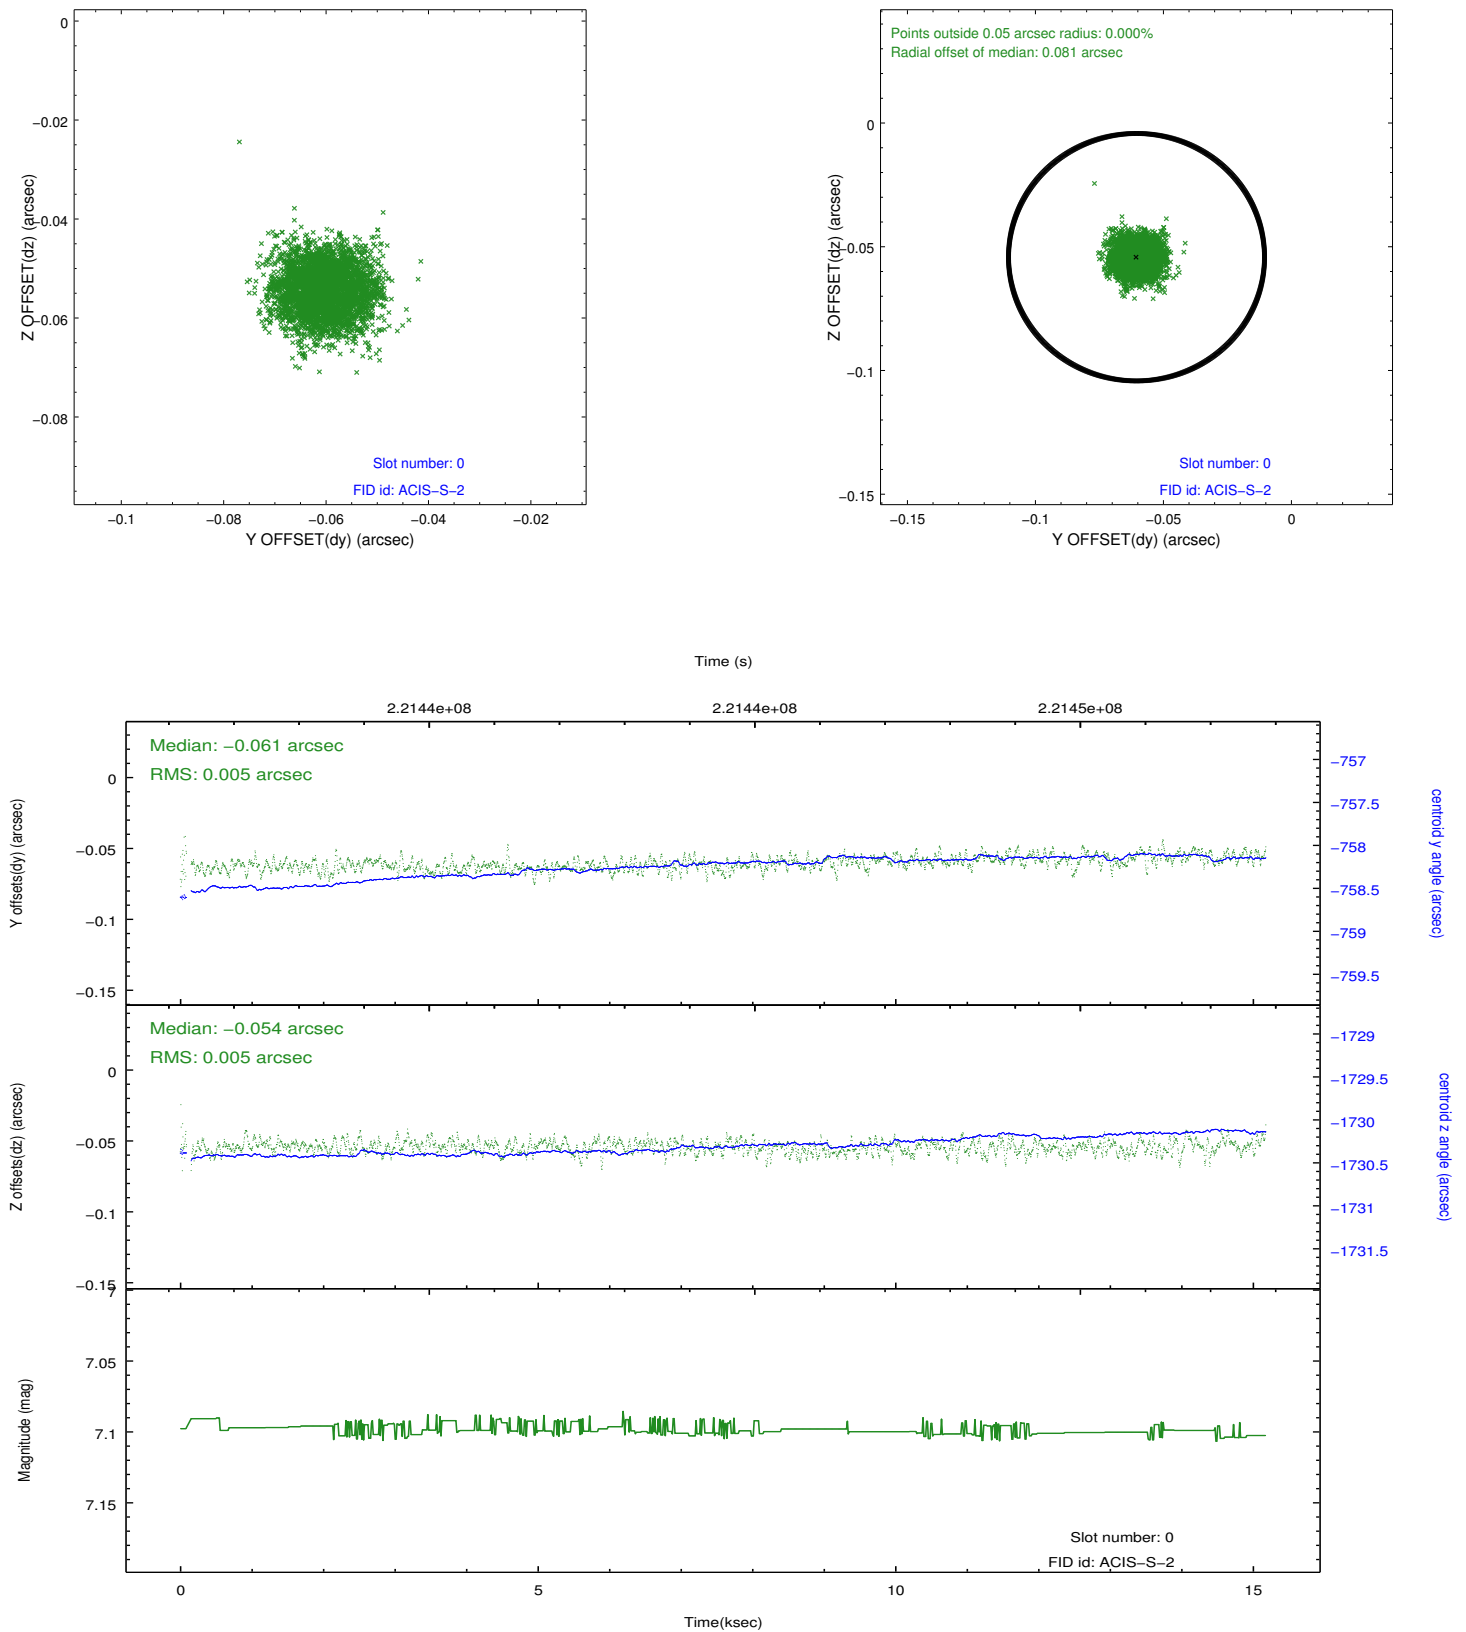 0
−0.02
−0.04
−0.06
−0.08
Z OFFSET(dz) (arcsec)
Slot number: 0
FID id: ACIS−S−2
−0.1
−0.08
−0.06
−0.04
−0.02
Y OFFSET(dy) (arcsec)
Points outside 0.05 arcsec radius: 0.000%
Radial offset of median: 0.081 arcsec
0
−0.05
−0.1
−0.15
Z OFFSET(dz) (arcsec)
Slot number: 0
FID id: ACIS−S−2
−0.15
−0.1
−0.05
0
Y OFFSET(dy) (arcsec)
Time (s)
2.2144e+08
2.2144e+08
2.2145e+08
Median: −0.061 arcsec
RMS: 0.005 arcsec
0
−0.05
−0.1
−0.15
Y offsets(dy) (arcsec)
−757
−757.5
−758
−758.5
−759
−759.5
centroid y angle (arcsec)
Median: −0.054 arcsec
RMS: 0.005 arcsec
0
−0.05
−0.1
−0.15
Z offsets(dz) (arcsec)
−1729
−1729.5
−1730
−1730.5
−1731
−1731.5
centroid z angle (arcsec)
7
7.05
7.1
7.15
Magnitude (mag)
Slot number: 0
FID id: ACIS−S−2
0
5
10
15
Time(ksec)